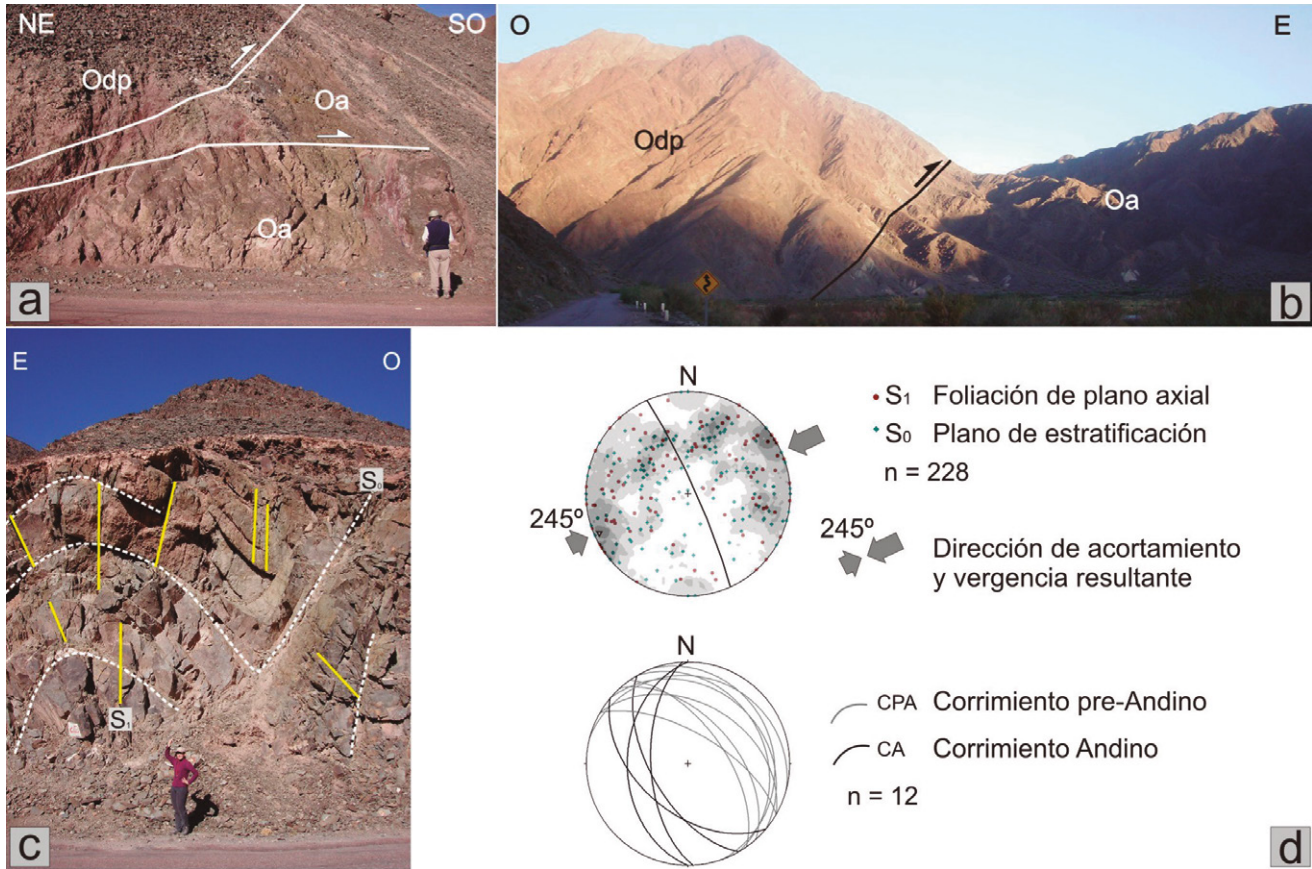 NE
SO
Odp
Oa
Oa
a
O
E
Odp
Oa
b
E
O
S₀
S₁
c
N
245º
S₁ Foliación de plano axial
S₀ Plano de estratificación
n = 228
245º
Dirección de acortamiento
y vergencia resultante
N
CPA Corrimiento pre-Andino
CA Corrimiento Andino
n = 12
d